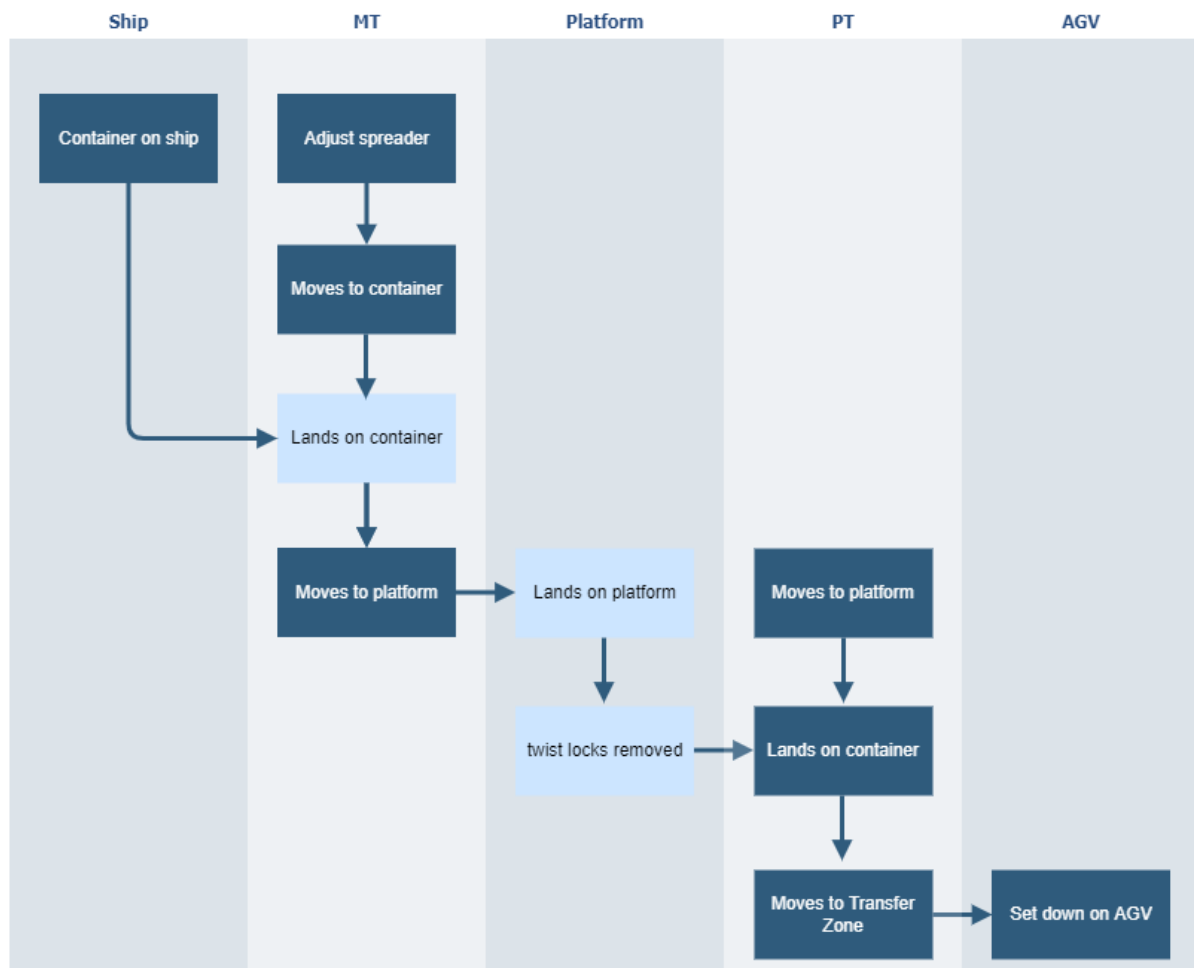 Ship
MT
Platform
PT
AGV
Container on ship
Adjust spreader
Moves to container
Lands on container
Moves to platform
Lands on platform
Moves to platform
twist locks removed
Lands on container
Moves to Transfer
Zone
Set down on AGV